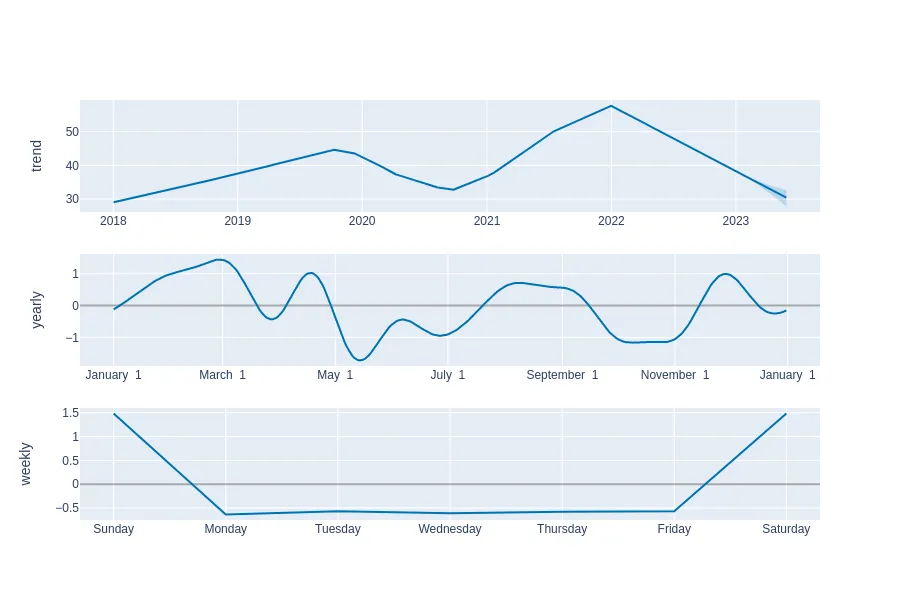 trend
50
40
30
2018 2019 2020 2021 2022 2023
yearly
1
0
−1
January 1 March 1 May 1 July 1 September 1 November 1 January 1
weekly
1.5
1
0.5
0
−0.5
Sunday Monday Tuesday Wednesday Thursday Friday Saturday